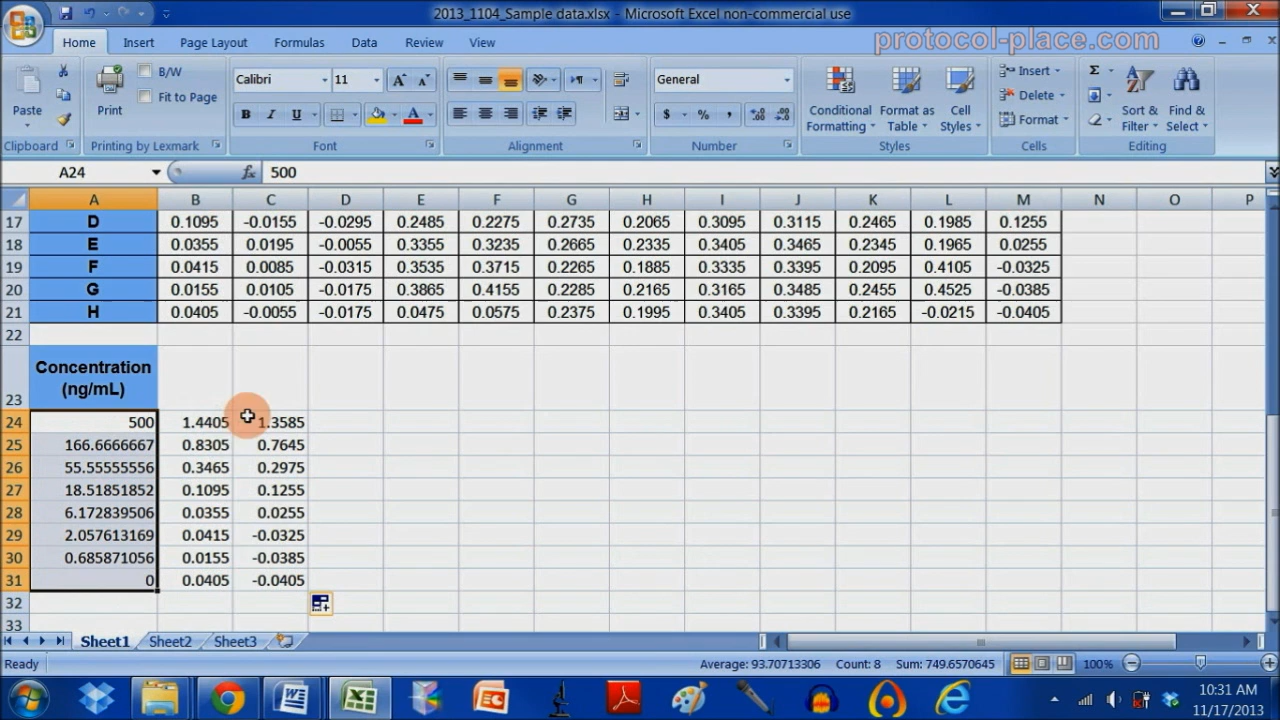 2013_1104_Sample data.xlsx - Microsoft Excel non-commercial use
protocol-place.com
Home Insert Page Layout Formulas Data Review View
Paste
Clipboard
Print
B/W
Fit to Page
Printing by Lexmark
Calibri 11
B I U
Font
Alignment
General
$ % ,
Number
Conditional Formatting
Format as Table
Cell Styles
Styles
Insert
Delete
Format
Cells
Sort & Filter
Find & Select
Editing
A24 fx 500
A B C D E F G H I J K L M N O P
17 D 0.1095 -0.0155 -0.0295 0.2485 0.2275 0.2735 0.2065 0.3095 0.3115 0.2465 0.1985 0.1255
18 E 0.0355 0.0195 -0.0055 0.3355 0.3235 0.2665 0.2335 0.3405 0.3465 0.2345 0.1965 0.0255
19 F 0.0415 0.0085 -0.0315 0.3535 0.3715 0.2265 0.1885 0.3335 0.3395 0.2095 0.4105 -0.0325
20 G 0.0155 0.0105 -0.0175 0.3865 0.4155 0.2285 0.2165 0.3165 0.3485 0.2455 0.4525 -0.0385
21 H 0.0405 -0.0055 -0.0175 0.0475 0.0575 0.2375 0.1995 0.3405 0.3395 0.2165 -0.0215 -0.0405
22
Concentration
23 (ng/mL)
24 500 1.4405 1.3585
25 166.6666667 0.8305 0.7645
26 55.55555556 0.3465 0.2975
27 18.51851852 0.1095 0.1255
28 6.172839506 0.0355 0.0255
29 2.057613169 0.0415 -0.0325
30 0.685871056 0.0155 -0.0385
31 0 0.0405 -0.0405
32
33
Sheet1 Sheet2 Sheet3
Ready Average: 93.70713306 Count: 8 Sum: 749.6570645 100%
10:31 AM
11/17/2013